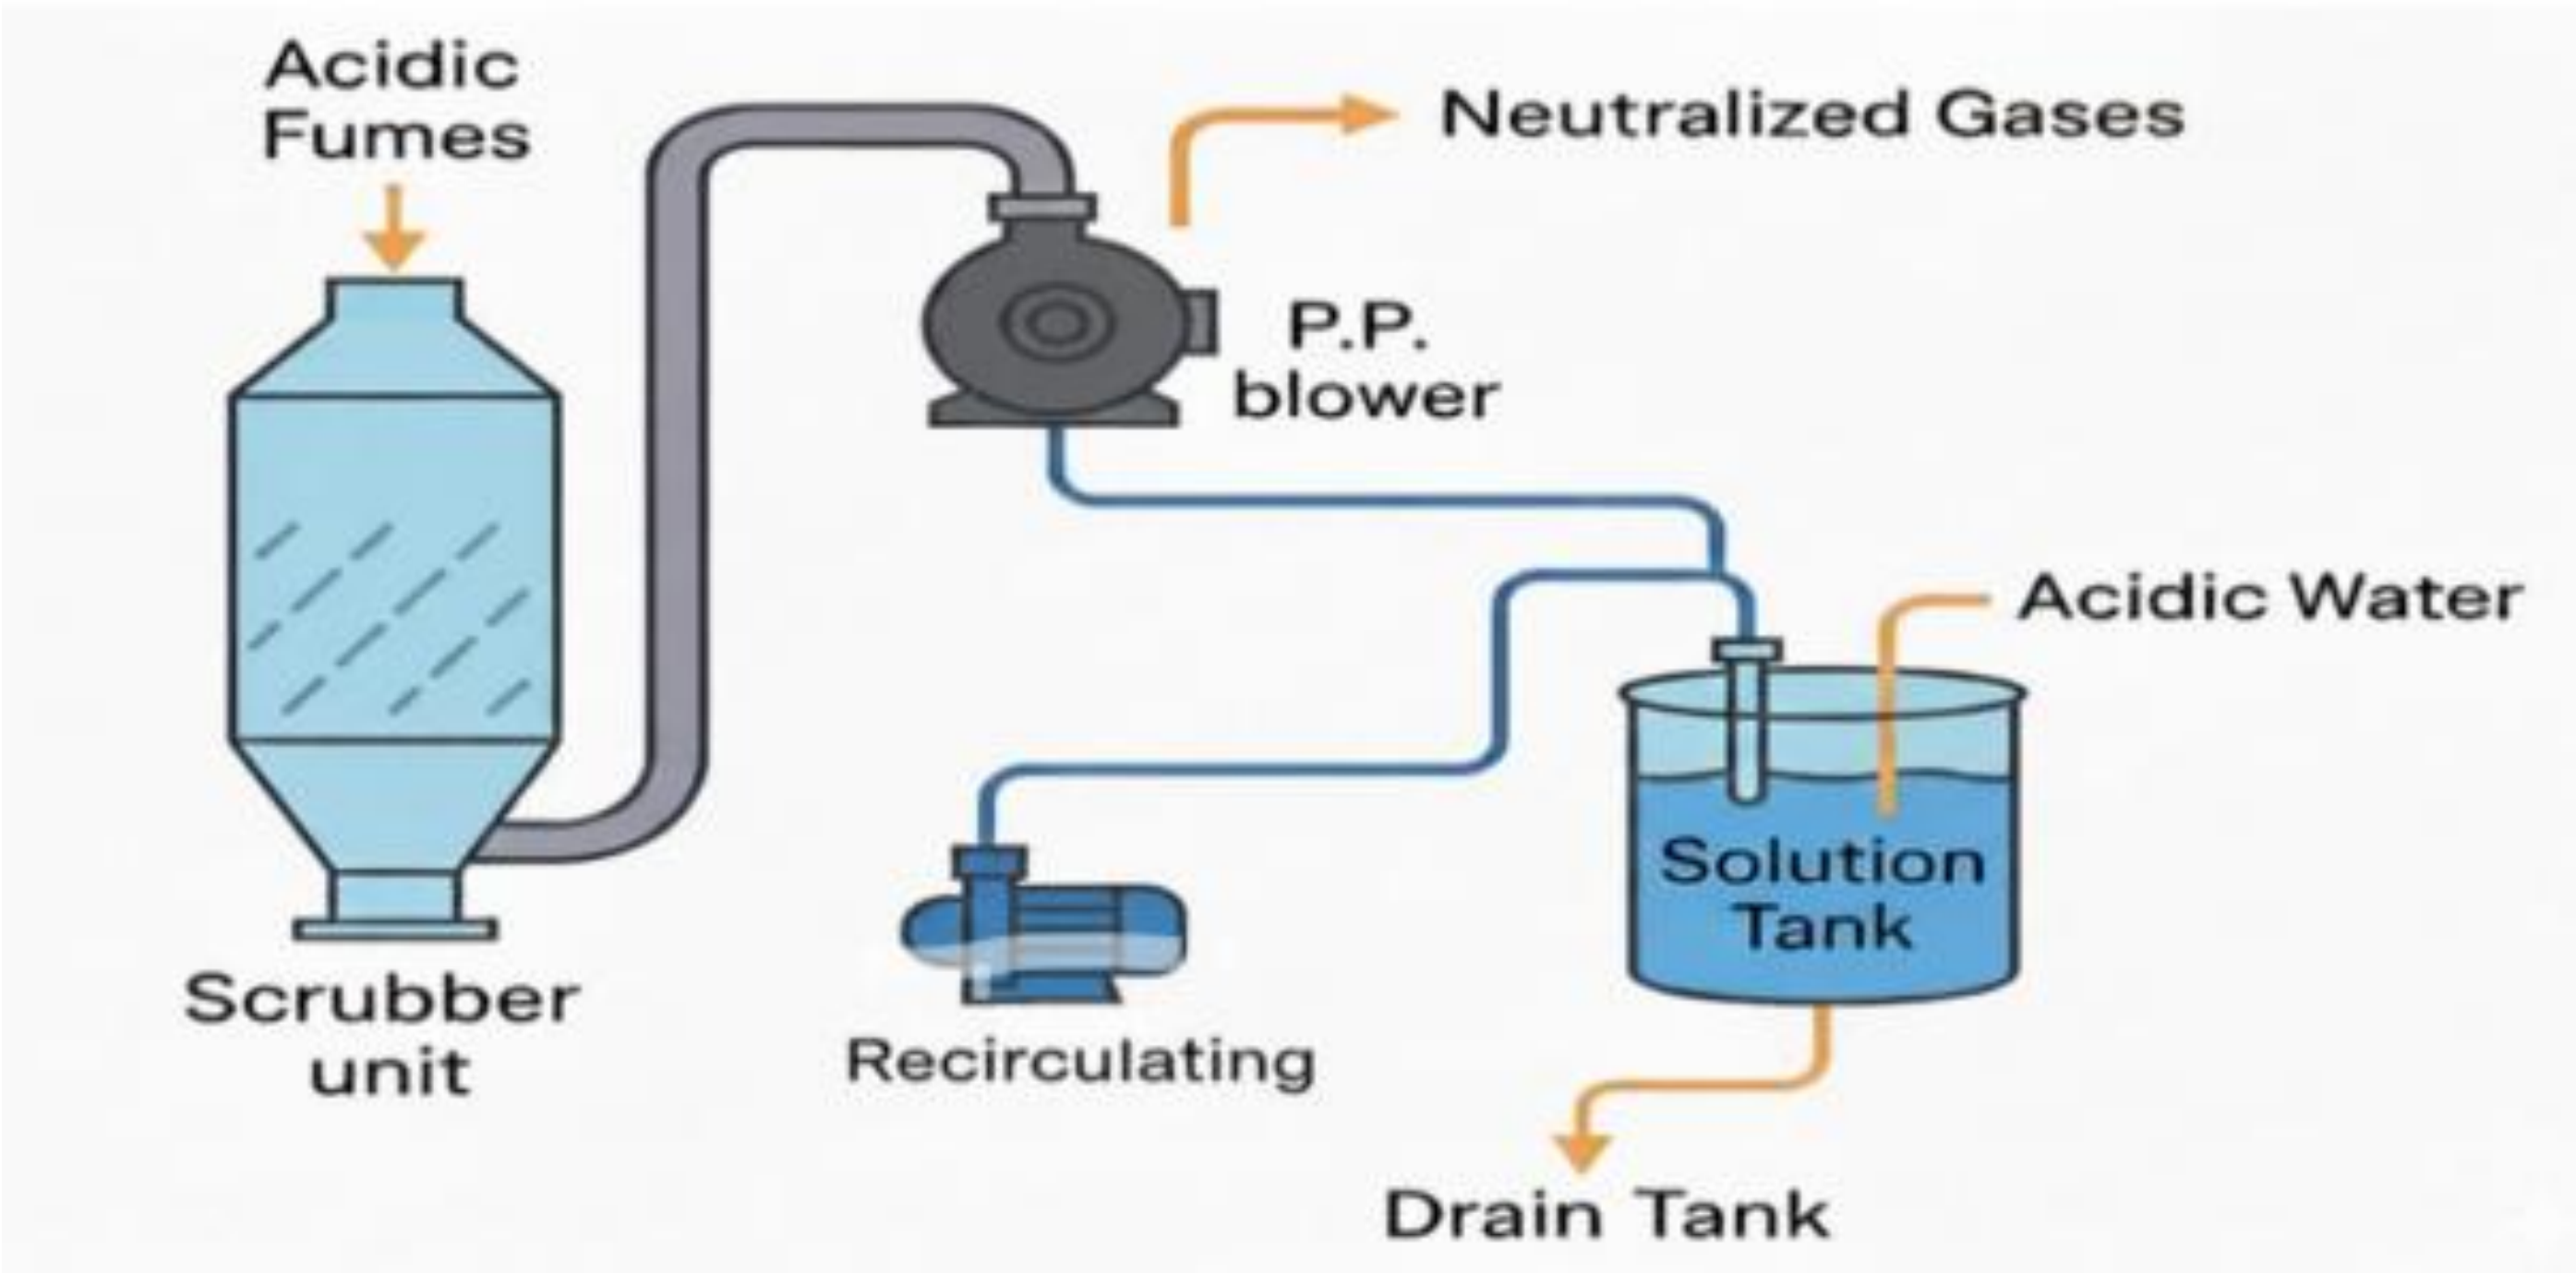 Acidic
Fumes
Neutralized Gases
P.P.
blower
Acidic Water
Solution
Tank
Scrubber
unit
Recirculating
Drain Tank